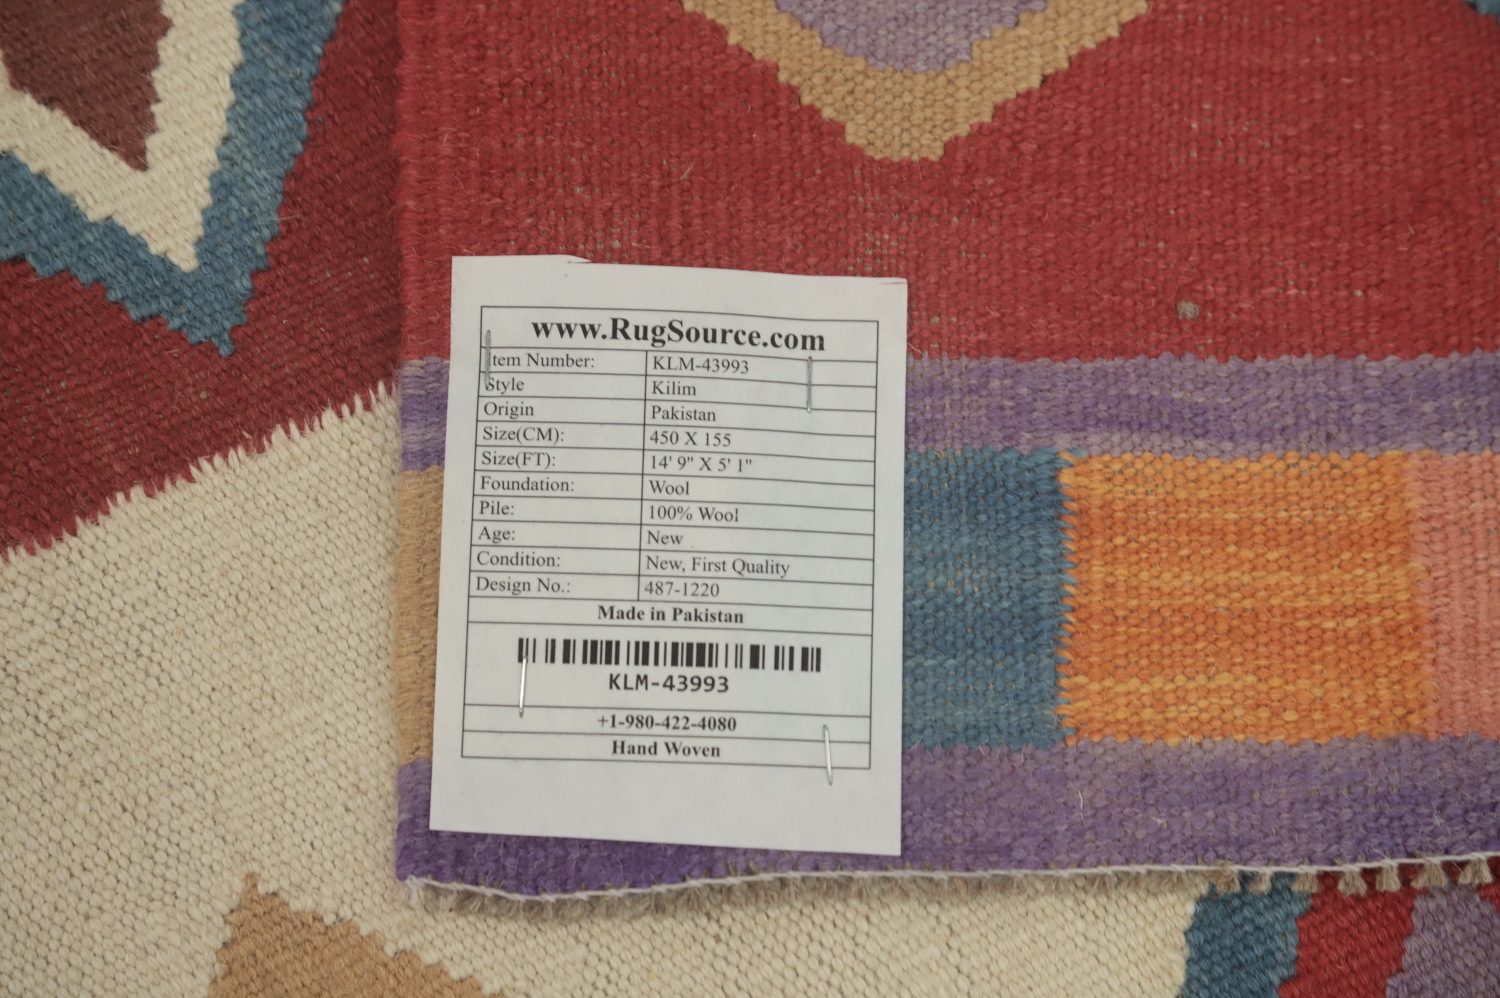 www.RugSource.com
Item Number: KLM-43993
Style Kilim
Origin Pakistan
Size(CM): 450 X 155
Size(FT): 14' 9" X 5' 1"
Foundation: Wool
Pile: 100% Wool
Age: New
Condition: New, First Quality
Design No.: 487-1220
Made in Pakistan
KLM-43993
+1-980-422-4080
Hand Woven